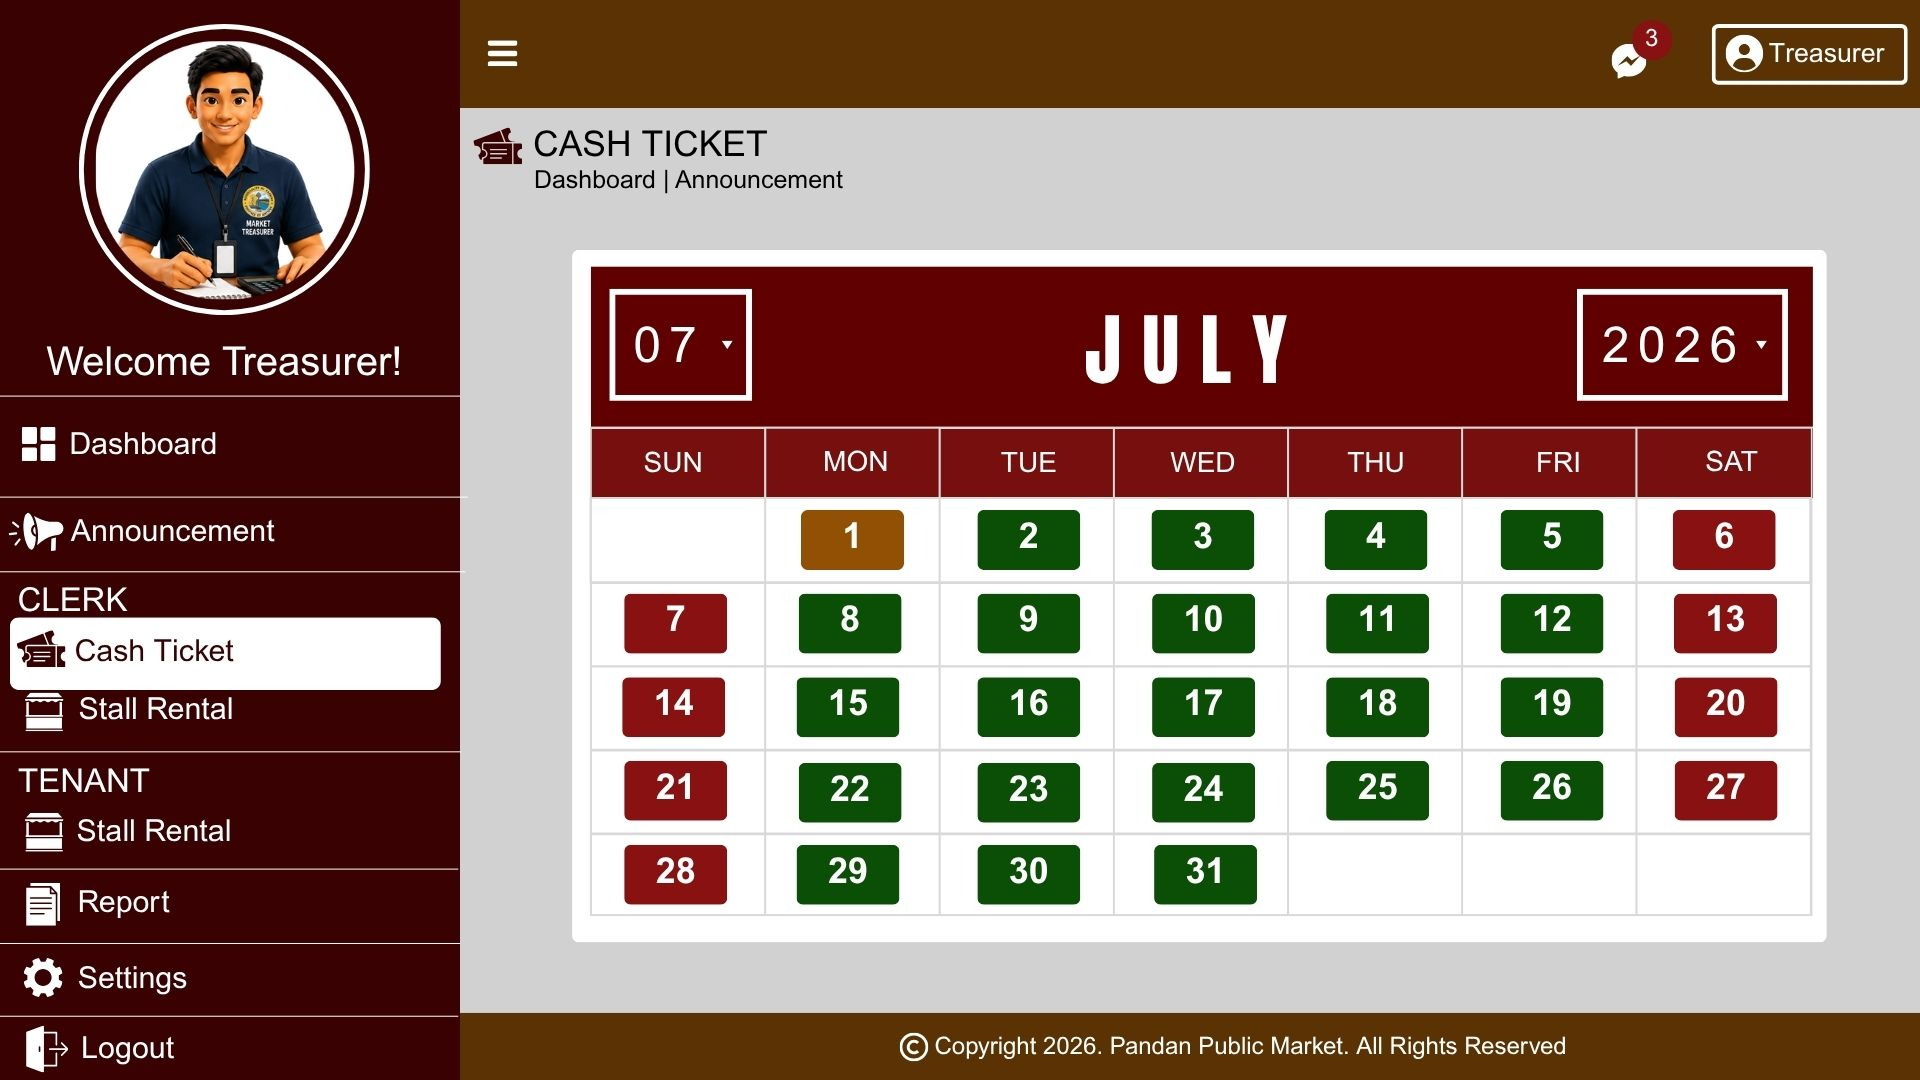 MARKET
TREASURER
Welcome Treasurer!
Dashboard
Announcement
CLERK
Cash Ticket
Stall Rental
TENANT
Stall Rental
Report
Settings
Logout
3
Treasurer
CASH TICKET
Dashboard | Announcement
07 JULY 2026
SUN MON TUE WED THU FRI SAT
1 2 3 4 5 6
7 8 9 10 11 12 13
14 15 16 17 18 19 20
21 22 23 24 25 26 27
28 29 30 31
© Copyright 2026. Pandan Public Market. All Rights Reserved